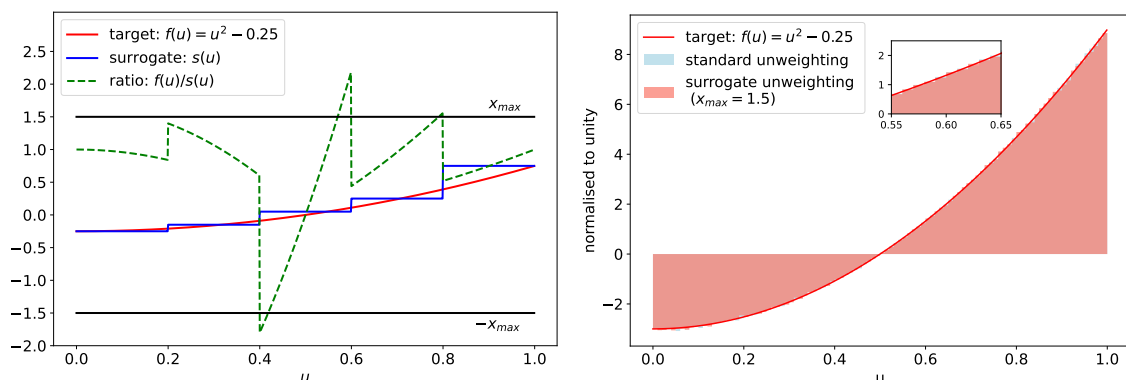 target: f(u) = u² − 0.25
surrogate: s(u)
ratio: f(u)/s(u)
x_max
−x_max
2.5
2.0
1.5
1.0
0.5
0.0
−0.5
−1.0
−1.5
−2.0
0.0 0.2 0.4 0.6 0.8 1.0
u
target: f(u) = u² − 0.25
standard unweighting
surrogate unweighting
(x_max = 1.5)
2
1
0
0.55 0.60 0.65
normalised to unity
8
6
4
2
0
−2
0.0 0.2 0.4 0.6 0.8 1.0
u